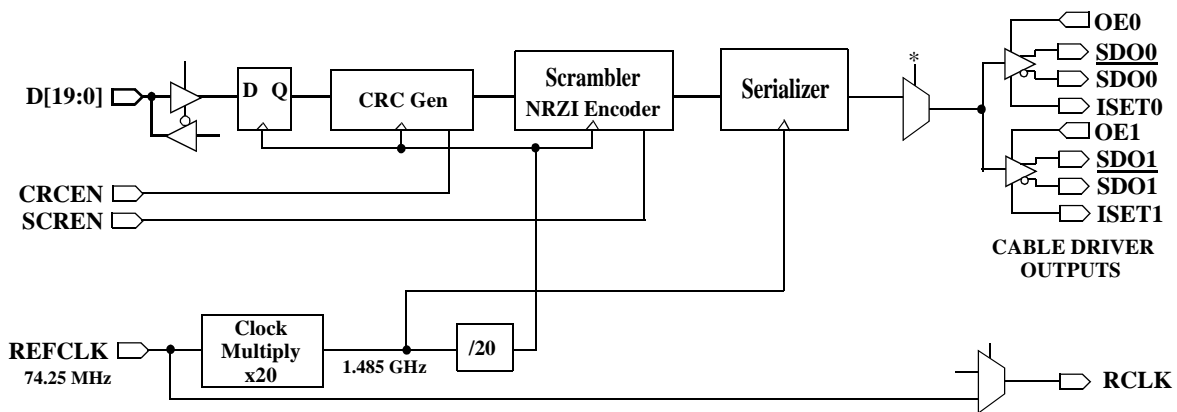 OE0
SDO0
SDO0
ISET0
OE1
SDO1
SDO1
ISET1
CABLE DRIVER
OUTPUTS
*
D[19:0]
D Q
CRC Gen
Scrambler
NRZI Encoder
Serializer
CRCEN
SCREN
REFCLK
74.25 MHz
Clock
Multiply
x20
1.485 GHz
/20
RCLK